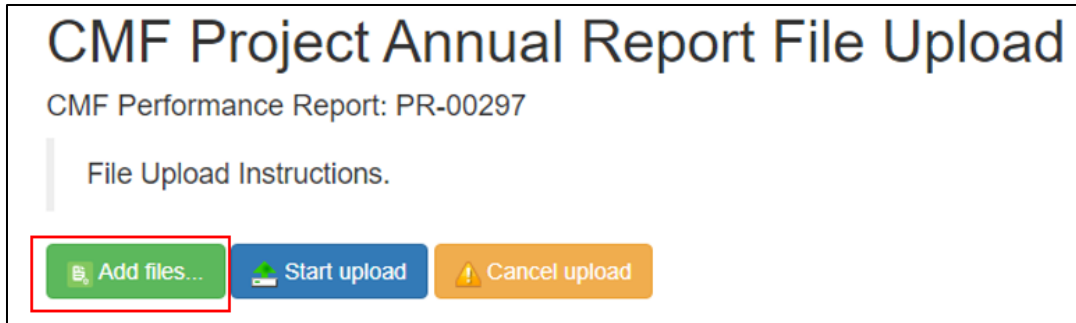 CMF Project Annual Report File Upload
CMF Performance Report: PR-00297
File Upload Instructions.
Add files... Start upload Cancel upload